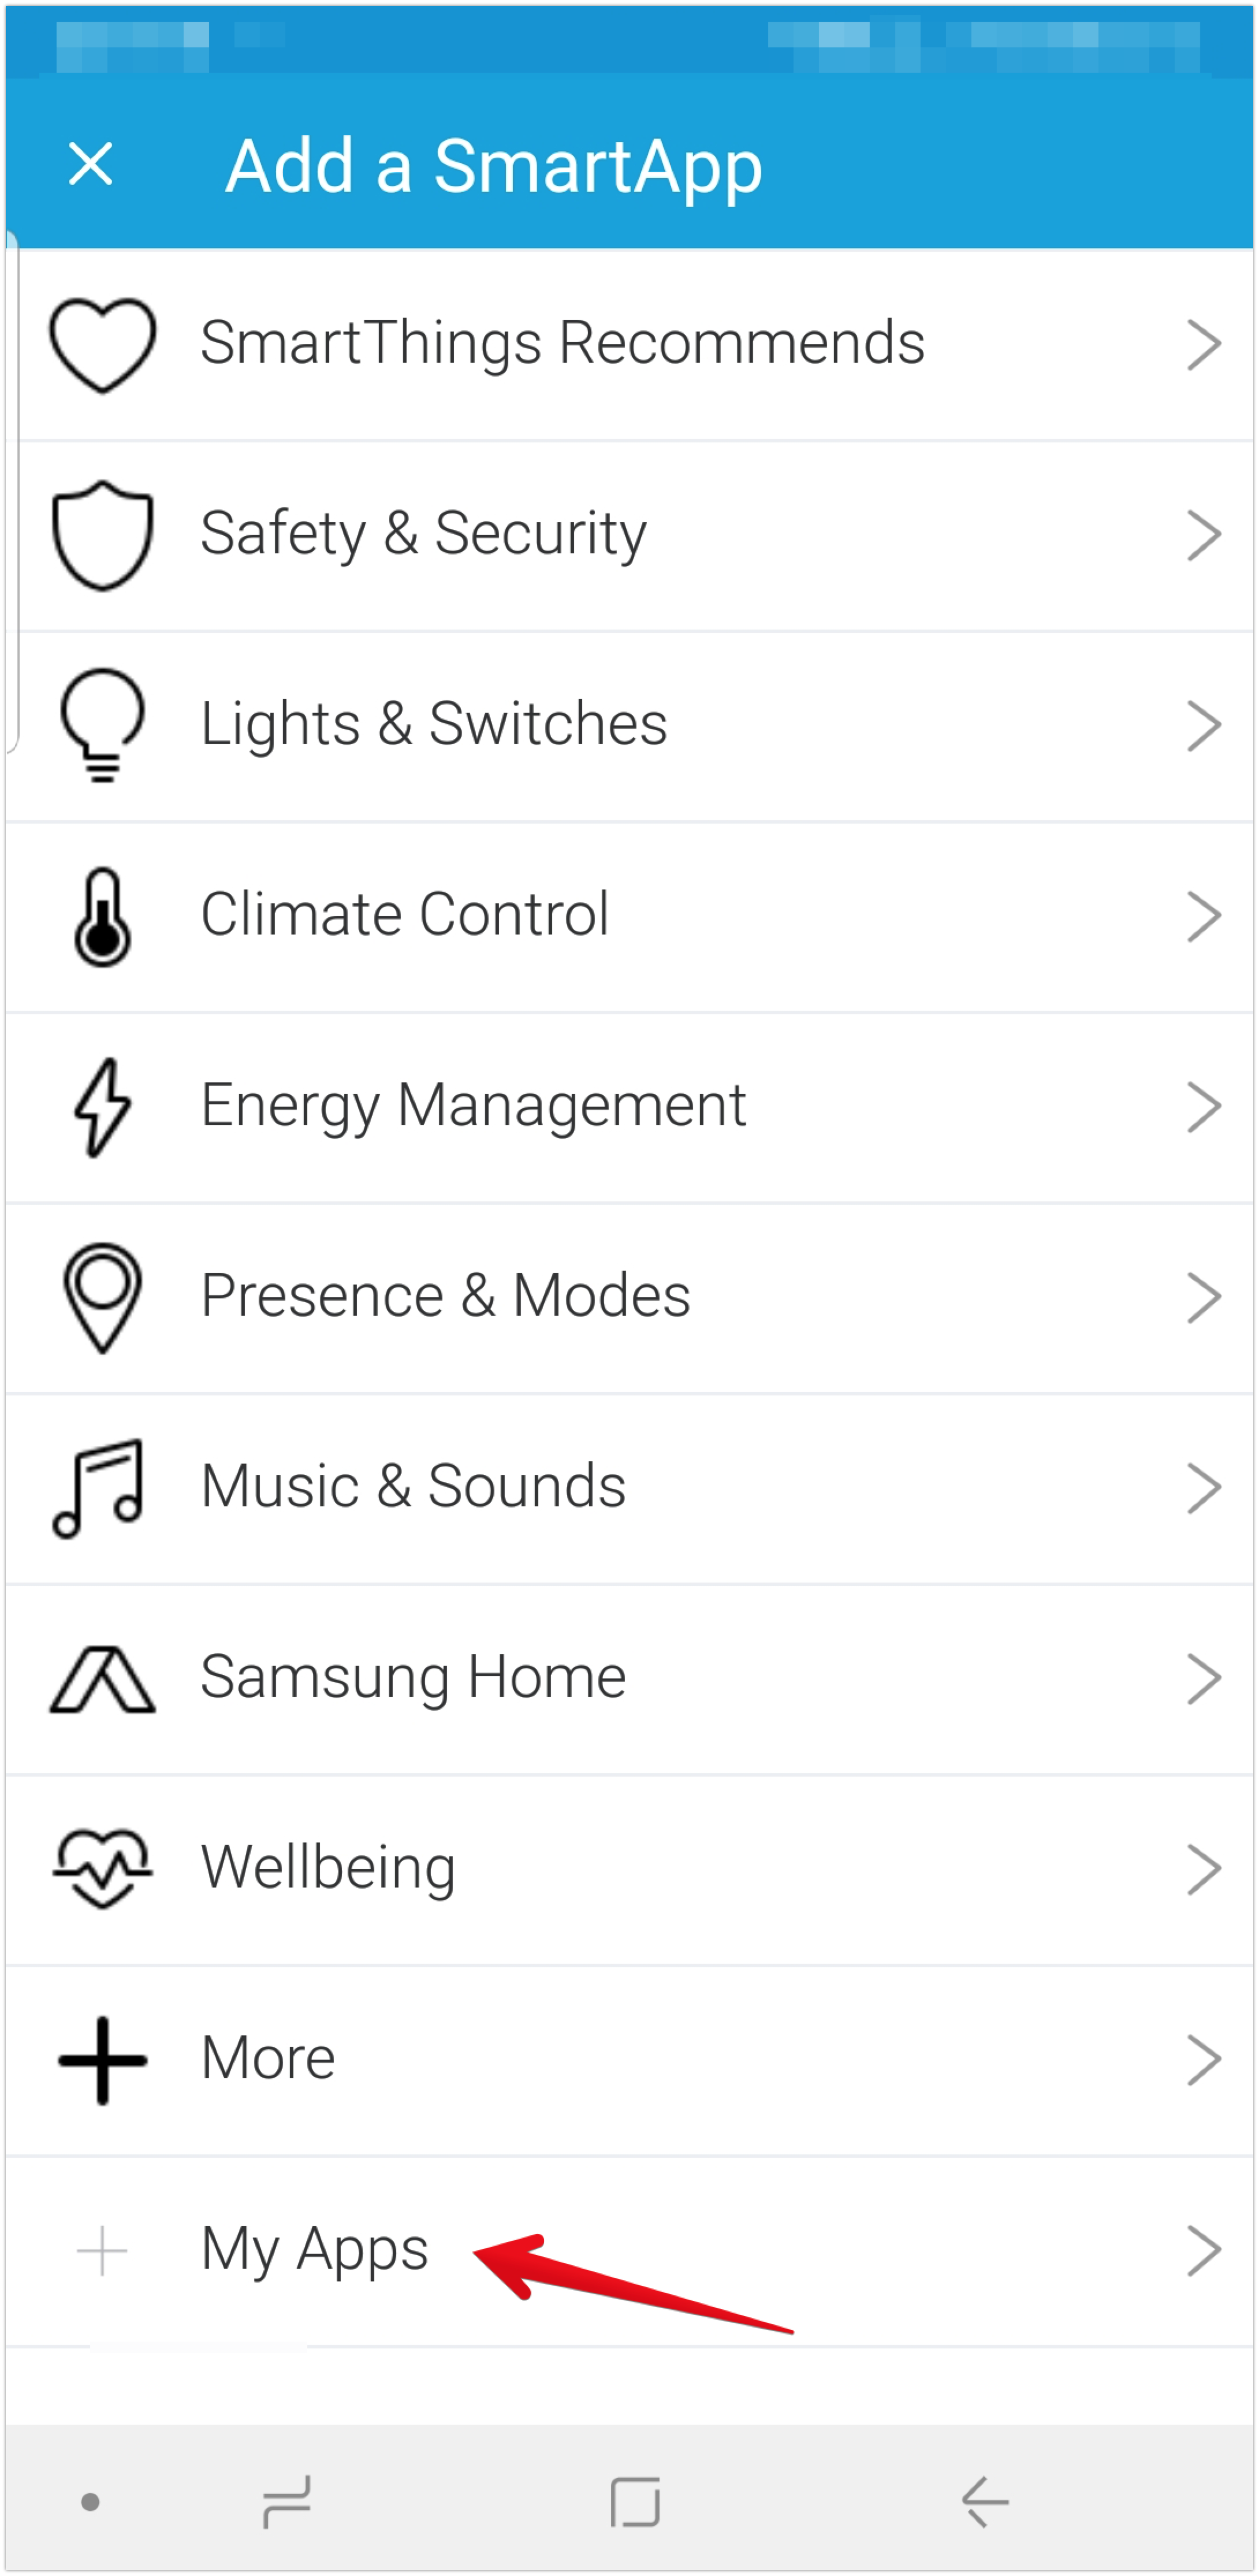 Add a SmartApp
SmartThings Recommends
Safety & Security
Lights & Switches
Climate Control
Energy Management
Presence & Modes
Music & Sounds
Samsung Home
Wellbeing
More
My Apps